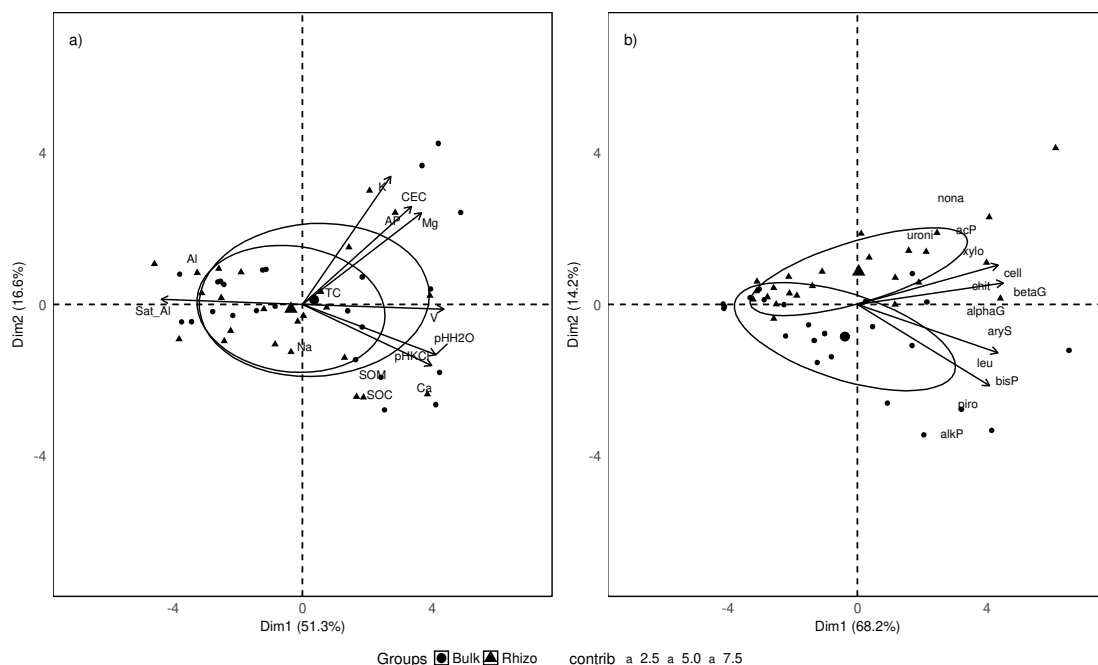 a)
4
0
-4
Dim2 (16.6%)
K
CEC
AP
Mg
Al
TC
Sat_Al
V
Na
pHH2O
pHKCl
SOM
SOC
Ca
-4
0
4
Dim1 (51.3%)
b)
4
0
-4
Dim2 (14.2%)
nona
uroni
acP
xylo
cell
chit
betaG
alphaG
aryS
leu
bisP
piro
alkP
-4
0
4
Dim1 (68.2%)
Groups Bulk Rhizo contrib a 2.5 a 5.0 a 7.5